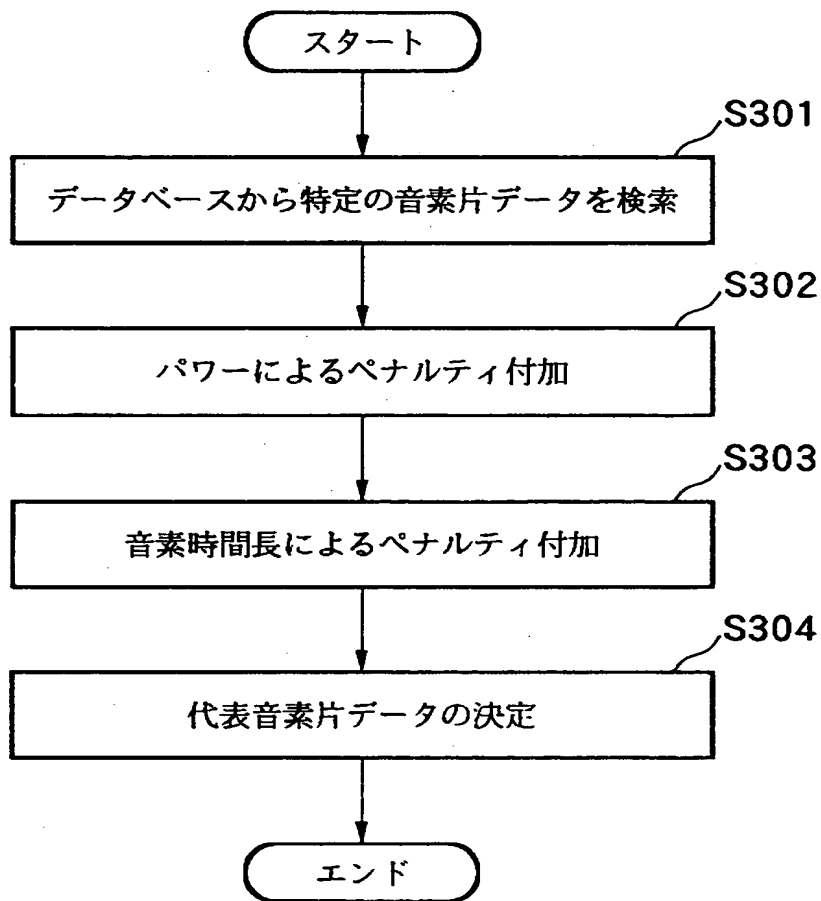 スタート
S301
データベースから特定の音素片データを検索
S302
パワーによるペナルティ付加
S303
音素時間長によるペナルティ付加
S304
代表音素片データの決定
エンド